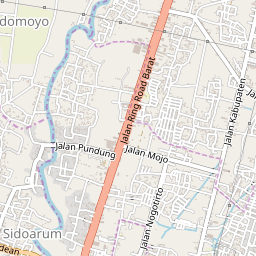 domoyo
Jalan Ring Road Barat
Jalan Kabupaten
Jalan Pundung
Jalan Mojo
Jalan Nogotirto
Sidoarum
dean